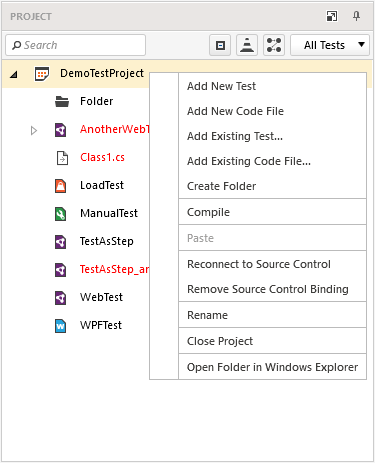 PROJECT
Search
All Tests
DemoTestProject
Folder
AnotherWebT
Class1.cs
LoadTest
ManualTest
TestAsStep
TestAsStep_ar
WebTest
WPFTest
Add New Test
Add New Code File
Add Existing Test...
Add Existing Code File...
Create Folder
Compile
Paste
Reconnect to Source Control
Remove Source Control Binding
Rename
Close Project
Open Folder in Windows Explorer